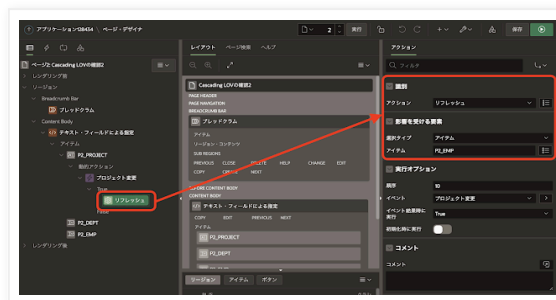 アプリケーション108434 \ ページ・デザイナ
2
実行
保存
ページ2: Cascading LOVの確認2
レンダリング前
リージョン
Breadcrumb Bar
ブレッドクラム
Content Body
テキスト・フィールドによる指定
アイテム
P2_PROJECT
動的アクション
プロジェクト変更
True
リフレッシュ
False
P2_DEPT
P2_EMP
レンダリング後
レイアウト
ページ検索
ヘルプ
Cascading LOVの確認2
PAGE HEADER
PAGE NAVIGATION
BREADCRUMB BAR
ブレッドクラム
アイテム
リージョン・コンテンツ
SUB REGIONS
PREVIOUS CLOSE DELETE HELP CHANGE EDIT
COPY CREATE NEXT
BEFORE CONTENT BODY
CONTENT BODY
テキスト・フィールドによる指定
COPY EDIT PREVIOUS NEXT
アイテム
P2_PROJECT
P2_DEPT
リージョン
アイテム
ボタン
アクション
フィルタ
識別
アクション リフレッシュ
影響を受ける要素
選択タイプ アイテム
アイテム P2_EMP
実行オプション
順序 10
イベント プロジェクト変更
イベント結果時に実行 True
初期化時に実行
コメント
コメント